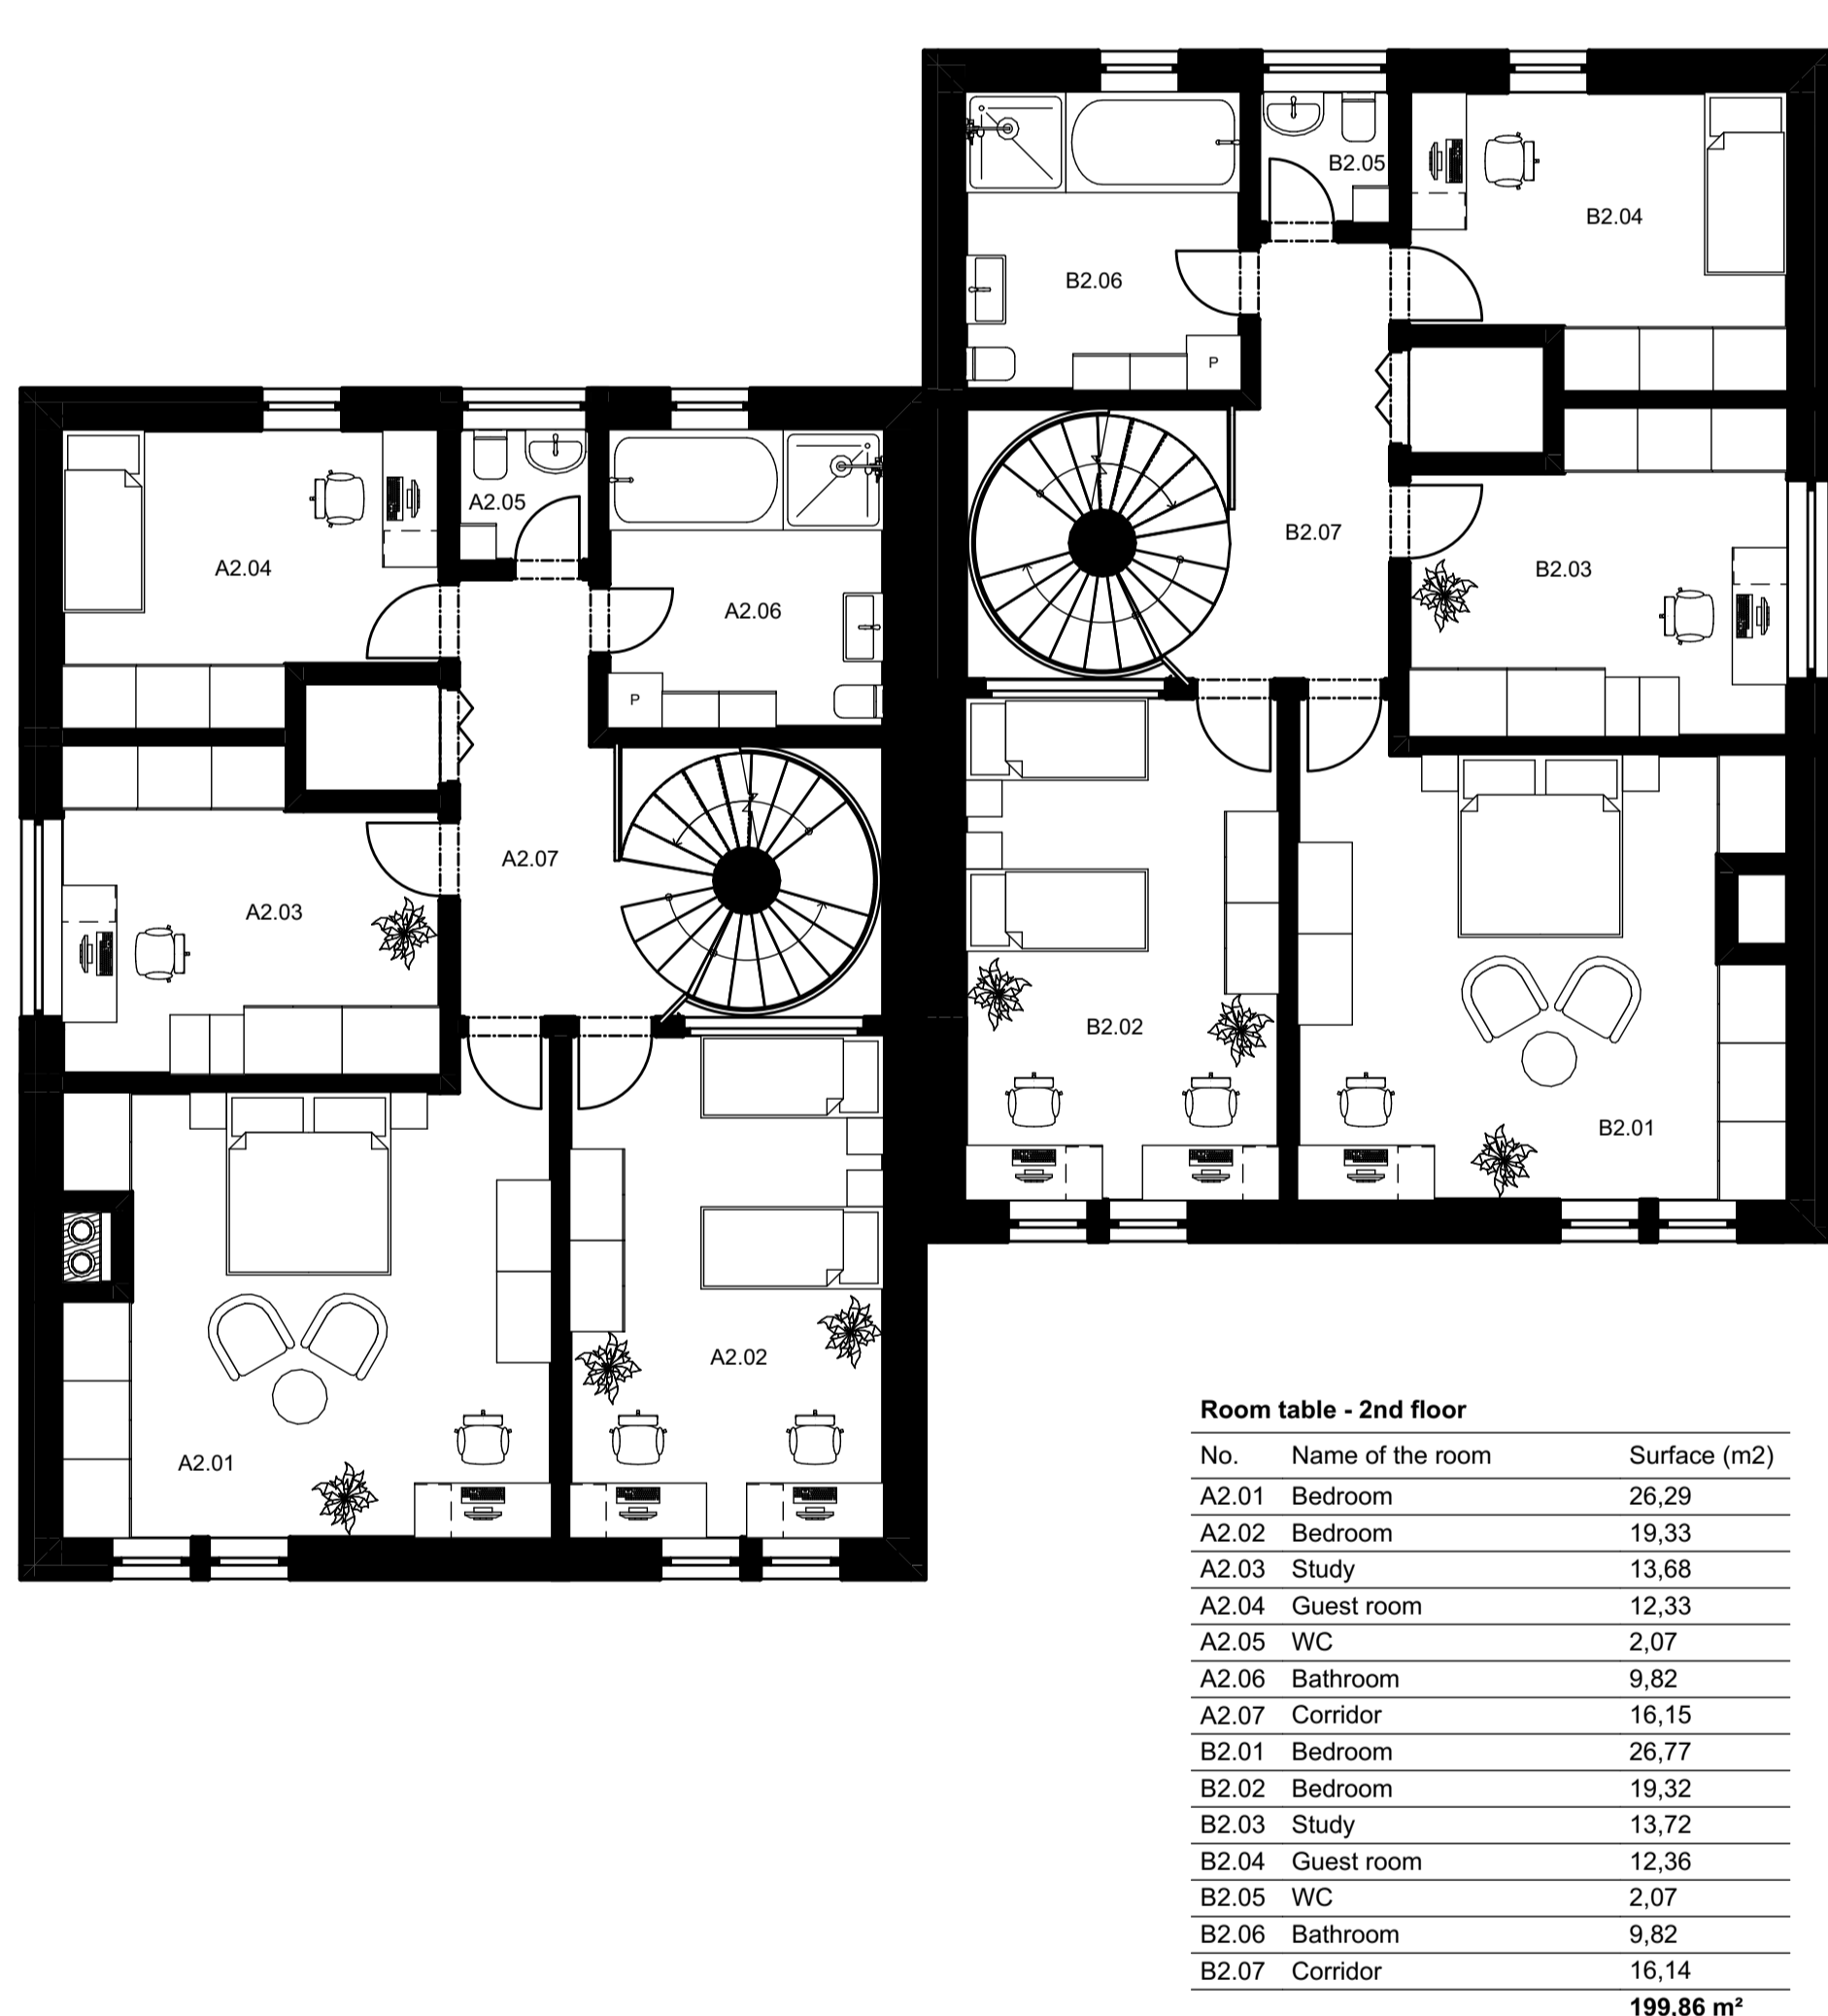 B2.05
B2.04
B2.06
P
A2.05
B2.07
A2.04
B2.03
A2.06
P
A2.07
A2.03
B2.02
B2.01
A2.02
A2.01
Room table - 2nd floor
No. Name of the room Surface (m2)
A2.01 Bedroom 26,29
A2.02 Bedroom 19,33
A2.03 Study 13,68
A2.04 Guest room 12,33
A2.05 WC 2,07
A2.06 Bathroom 9,82
A2.07 Corridor 16,15
B2.01 Bedroom 26,77
B2.02 Bedroom 19,32
B2.03 Study 13,72
B2.04 Guest room 12,36
B2.05 WC 2,07
B2.06 Bathroom 9,82
B2.07 Corridor 16,14
199,86 m²